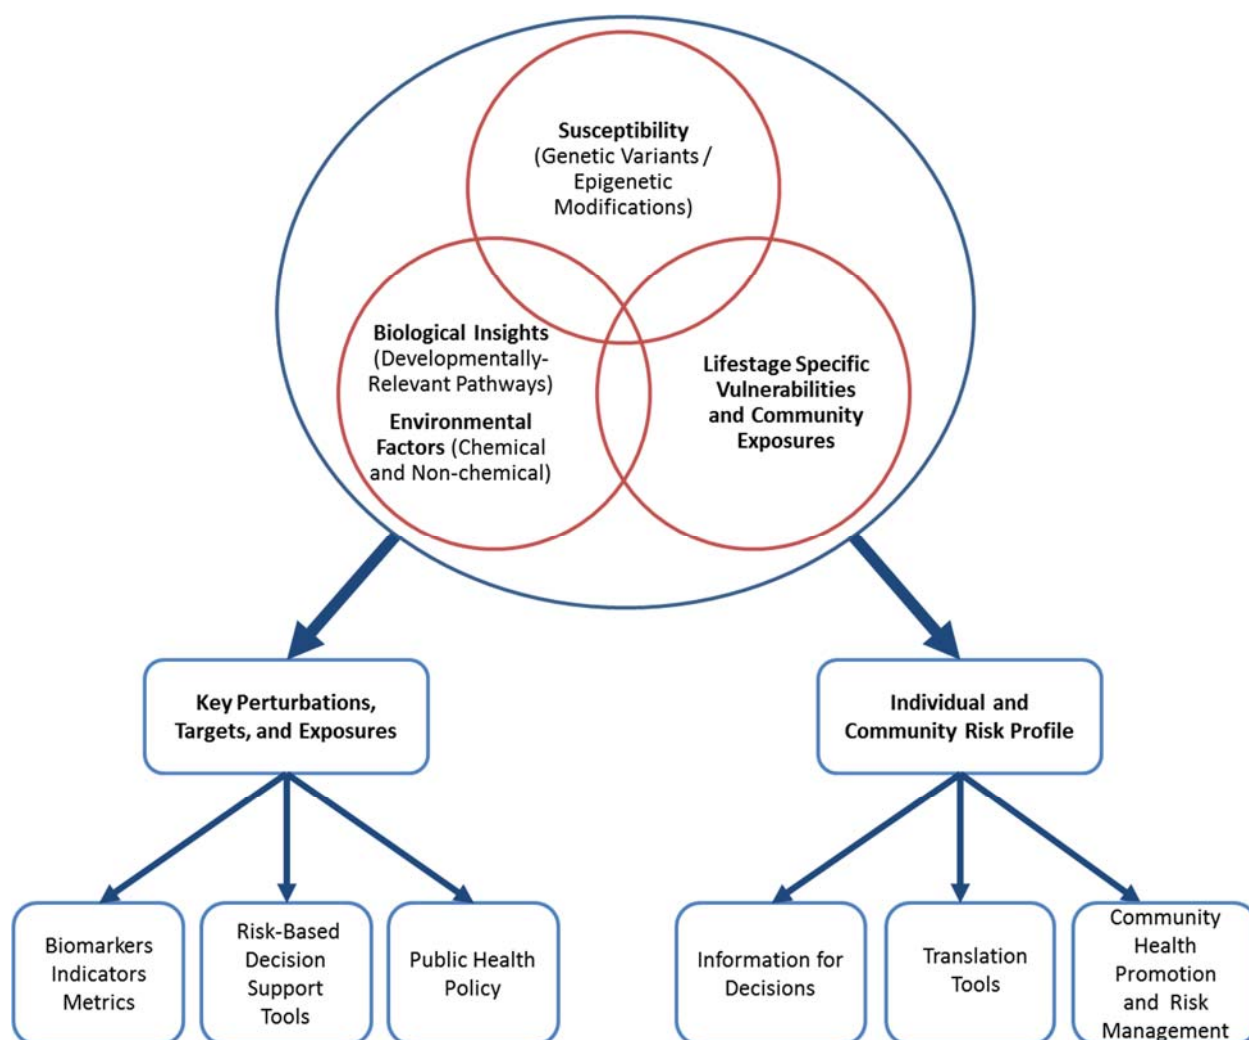 Susceptibility
(Genetic Variants /
Epigenetic
Modifications)
Biological Insights
(Developmentally-
Relevant Pathways)
Environmental
Factors (Chemical
and Non-chemical)
Lifestage Specific
Vulnerabilities
and Community
Exposures
Key Perturbations,
Targets, and Exposures
Individual and
Community Risk Profile
Biomarkers
Indicators
Metrics
Risk-Based
Decision
Support
Tools
Public Health
Policy
Information for
Decisions
Translation
Tools
Community
Health
Promotion
and Risk
Management